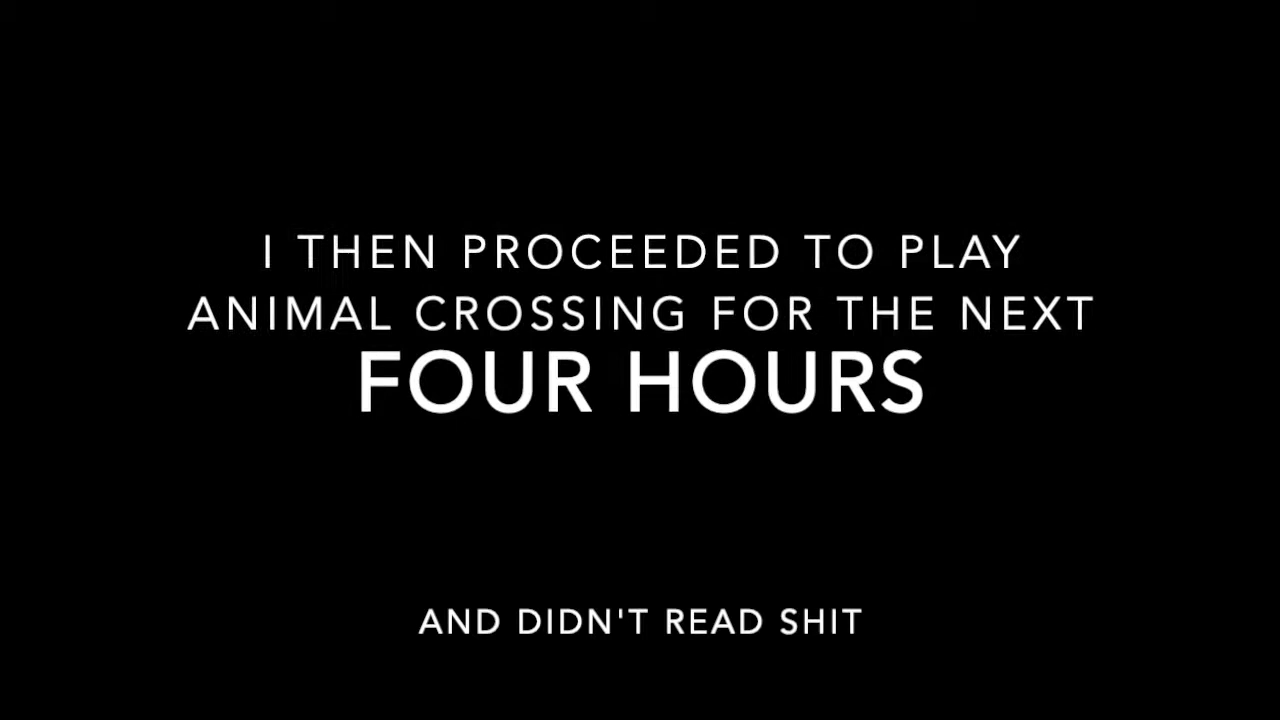 I THEN PROCEEDED TO PLAY
ANIMAL CROSSING FOR THE NEXT
FOUR HOURS
AND DIDN'T READ SHIT